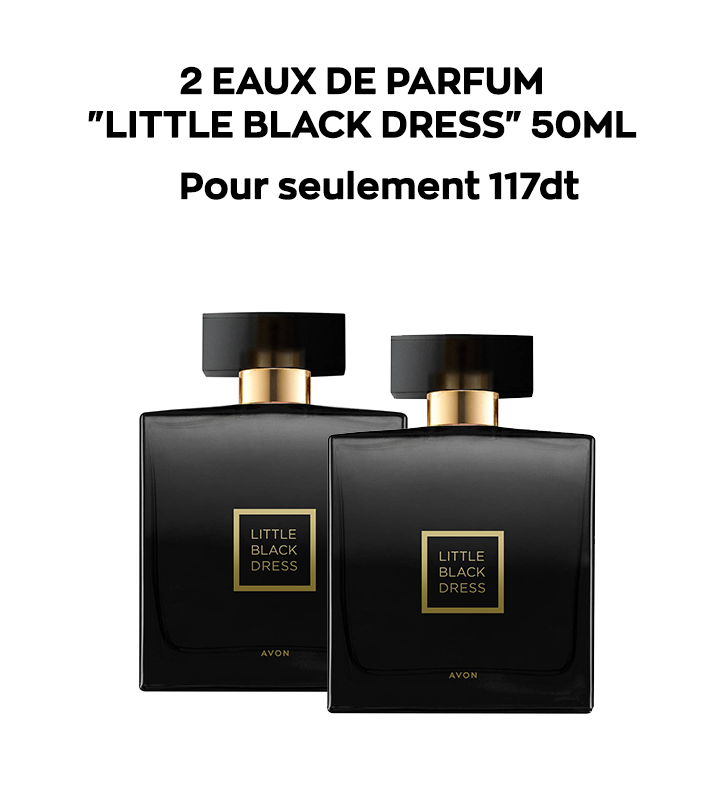 2 EAUX DE PARFUM
"LITTLE BLACK DRESS" 50ML
Pour seulement 117dt
LITTLE
BLACK
DRESS
AVON
LITTLE
BLACK
DRESS
AVON